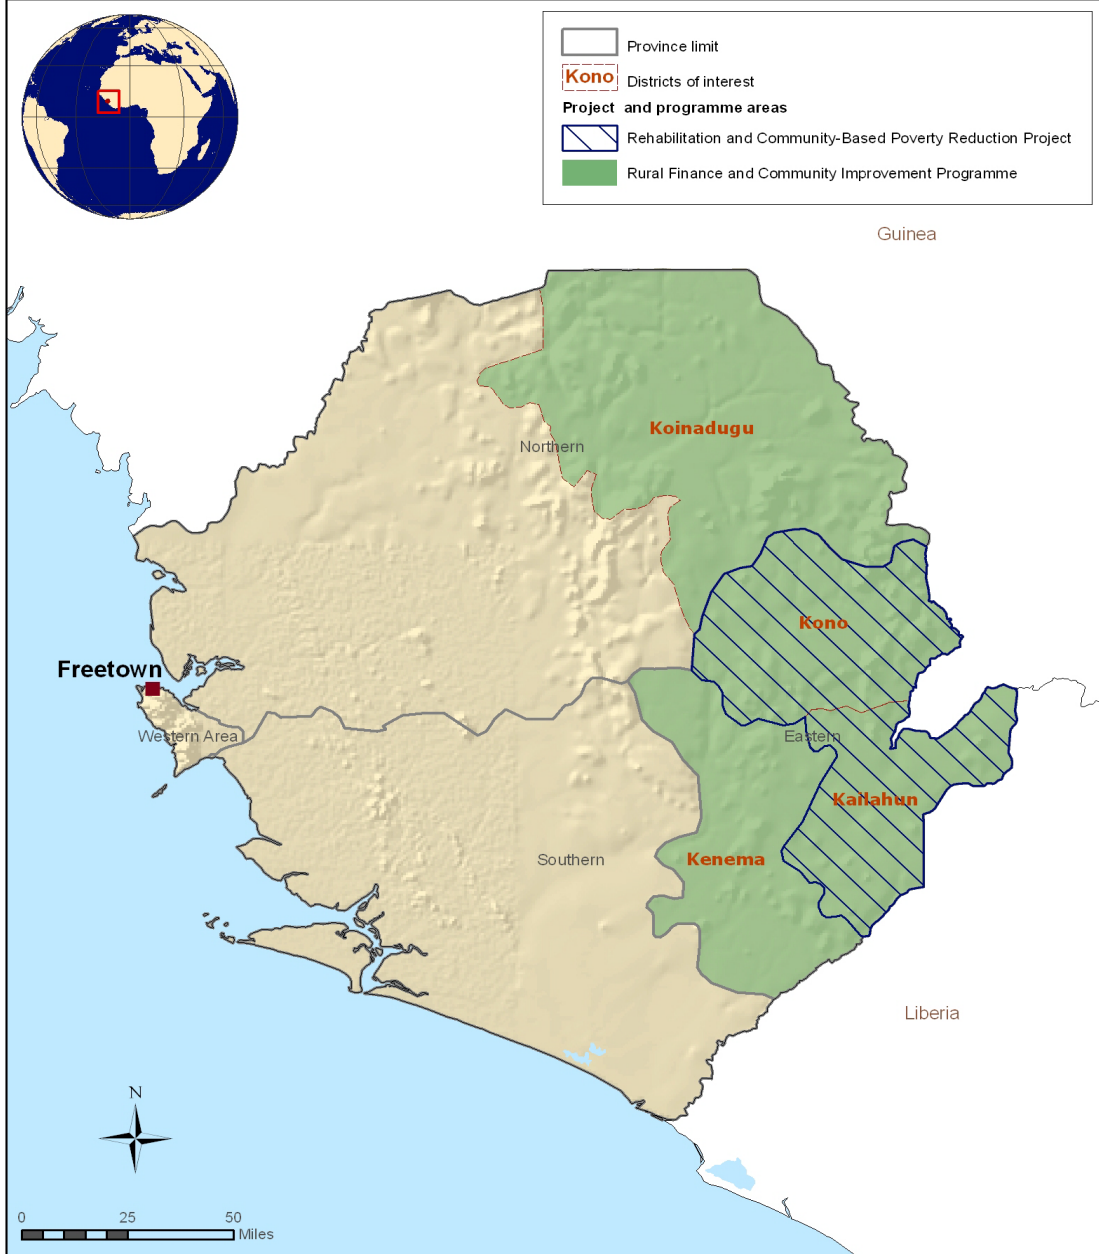 Province limit
Kono Districts of interest
Project and programme areas
Rehabilitation and Community-Based Poverty Reduction Project
Rural Finance and Community Improvement Programme
Guinea
Koinadugu
Northern
Kono
Freetown
Western Area
Eastern
Kailahun
Southern
Kenema
Liberia
N
0 25 50
Miles